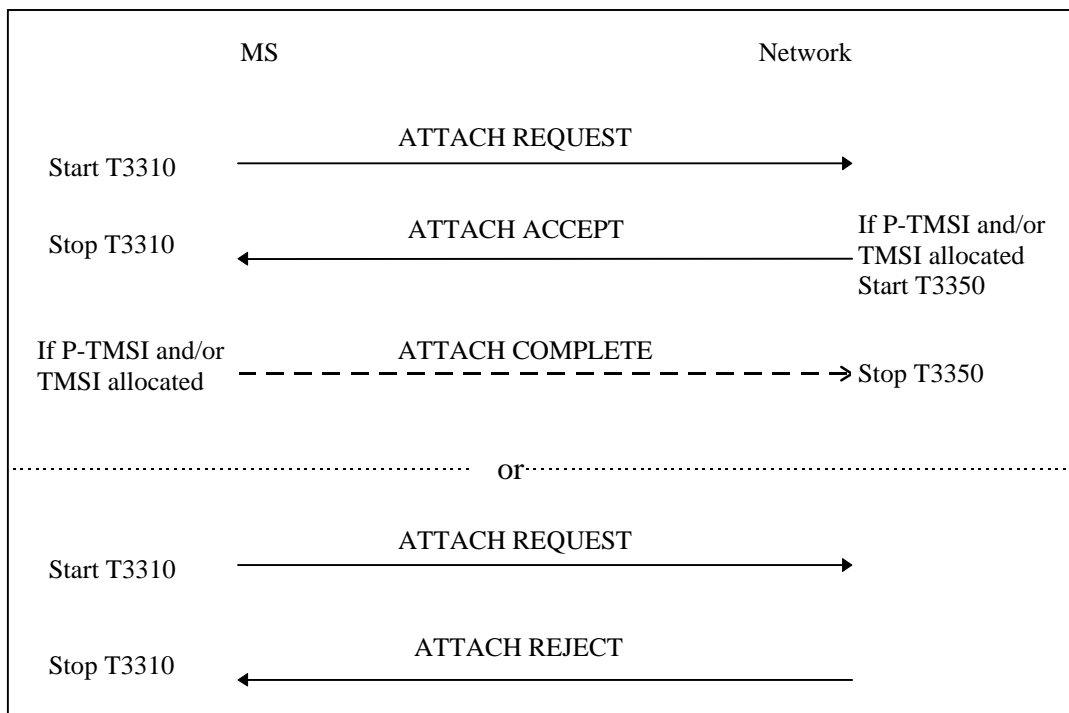 MS Network
ATTACH REQUEST
Start T3310
ATTACH ACCEPT
Stop T3310
If P-TMSI and/or
TMSI allocated
Start T3350
If P-TMSI and/or
TMSI allocated
ATTACH COMPLETE
Stop T3350
or
ATTACH REQUEST
Start T3310
ATTACH REJECT
Stop T3310